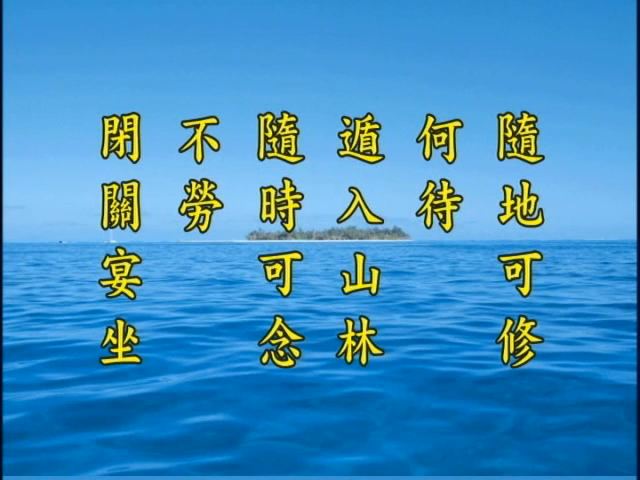 隨地可修
何待
遁入山林
隨時可念
不勞
閉關宴坐